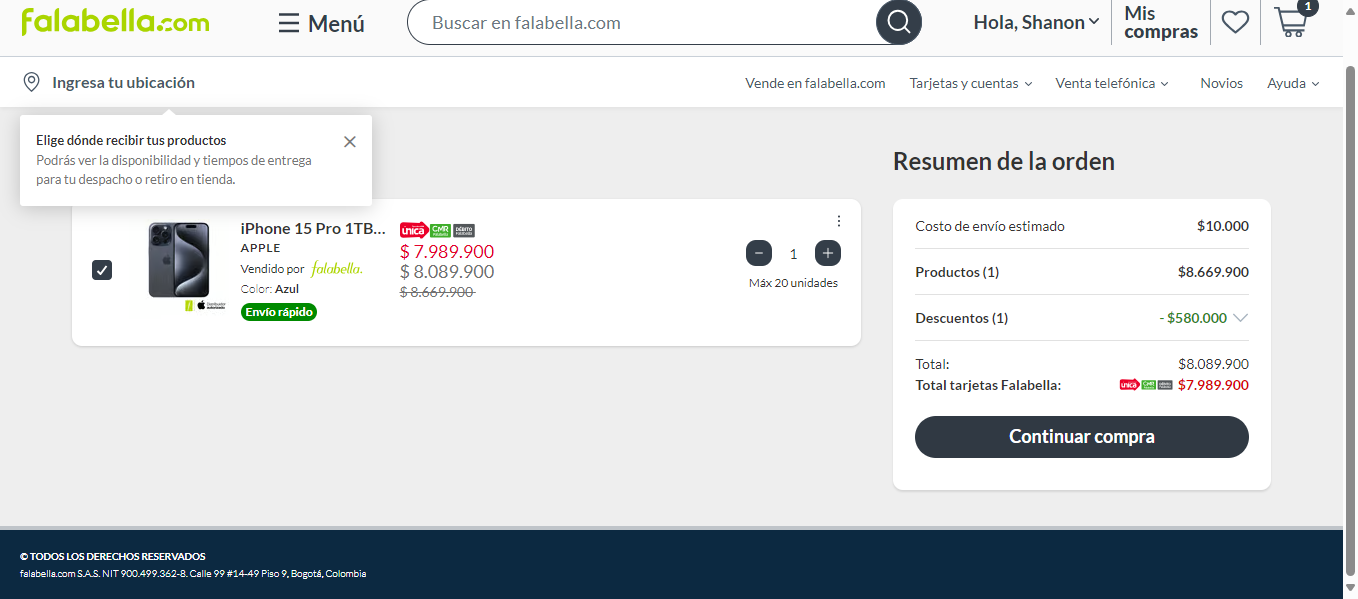 falabella.com
Menú
Buscar en falabella.com
Hola, Shanon
Mis
compras
1
Ingresa tu ubicación
Vende en falabella.com
Tarjetas y cuentas
Venta telefónica
Novios
Ayuda
Elige dónde recibir tus productos
Podrás ver la disponibilidad y tiempos de entrega
para tu despacho o retiro en tienda.
iPhone 15 Pro 1TB...
APPLE
Vendido por falabella.
Color: Azul
Envío rápido
unica CMR DÉBITO
$ 7.989.900
$ 8.089.900
$ 8.669.900
− 1 +
Máx 20 unidades
Resumen de la orden
Costo de envío estimado $10.000
Productos (1) $8.669.900
Descuentos (1) - $580.000
Total: $8.089.900
Total tarjetas Falabella: unica CMR $7.989.900
Continuar compra
© TODOS LOS DERECHOS RESERVADOS
falabella.com S.A.S. NIT 900.499.362-8. Calle 99 #14-49 Piso 9, Bogotá, Colombia